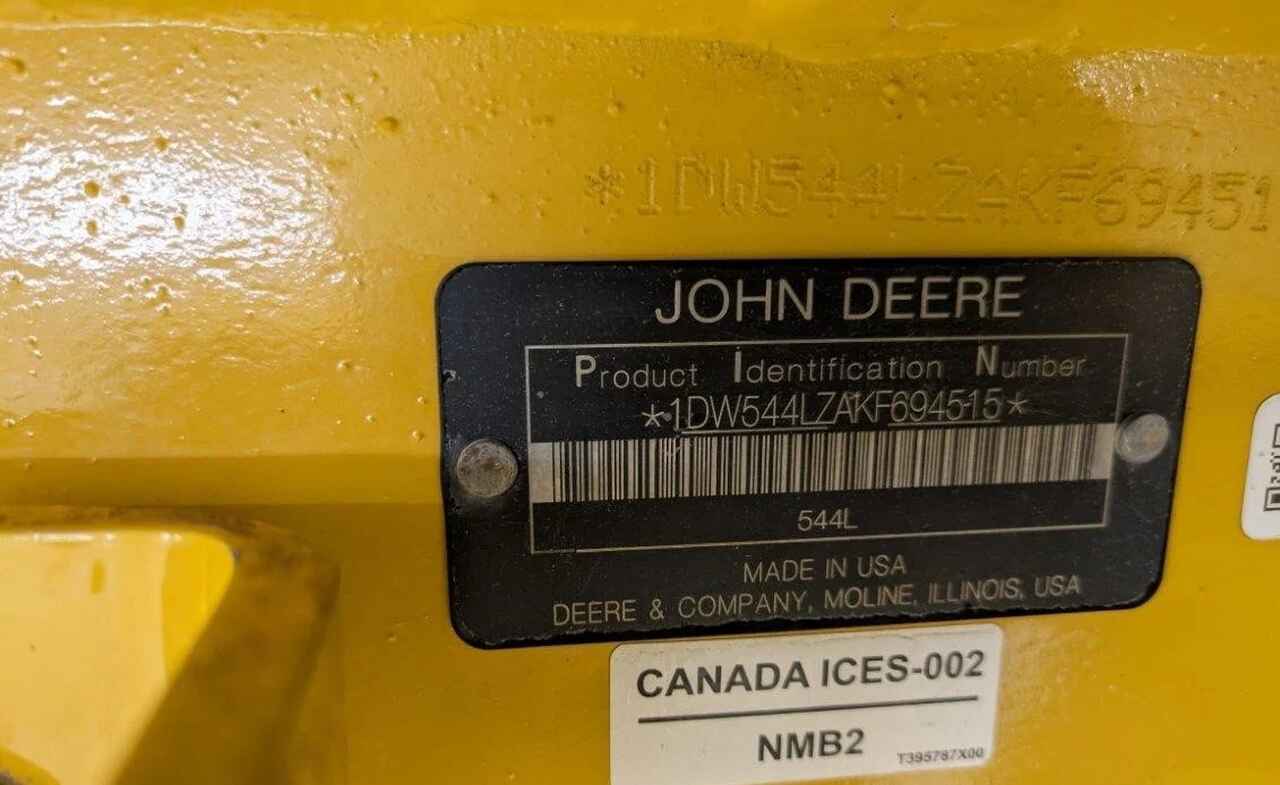 *1DW544LZAKF69451
JOHN DEERE
Product Identification Number
*1DW544LZAKF694515*
544L
MADE IN USA
DEERE & COMPANY, MOLINE, ILLINOIS, USA
CANADA ICES-002
NMB2
T395787X00